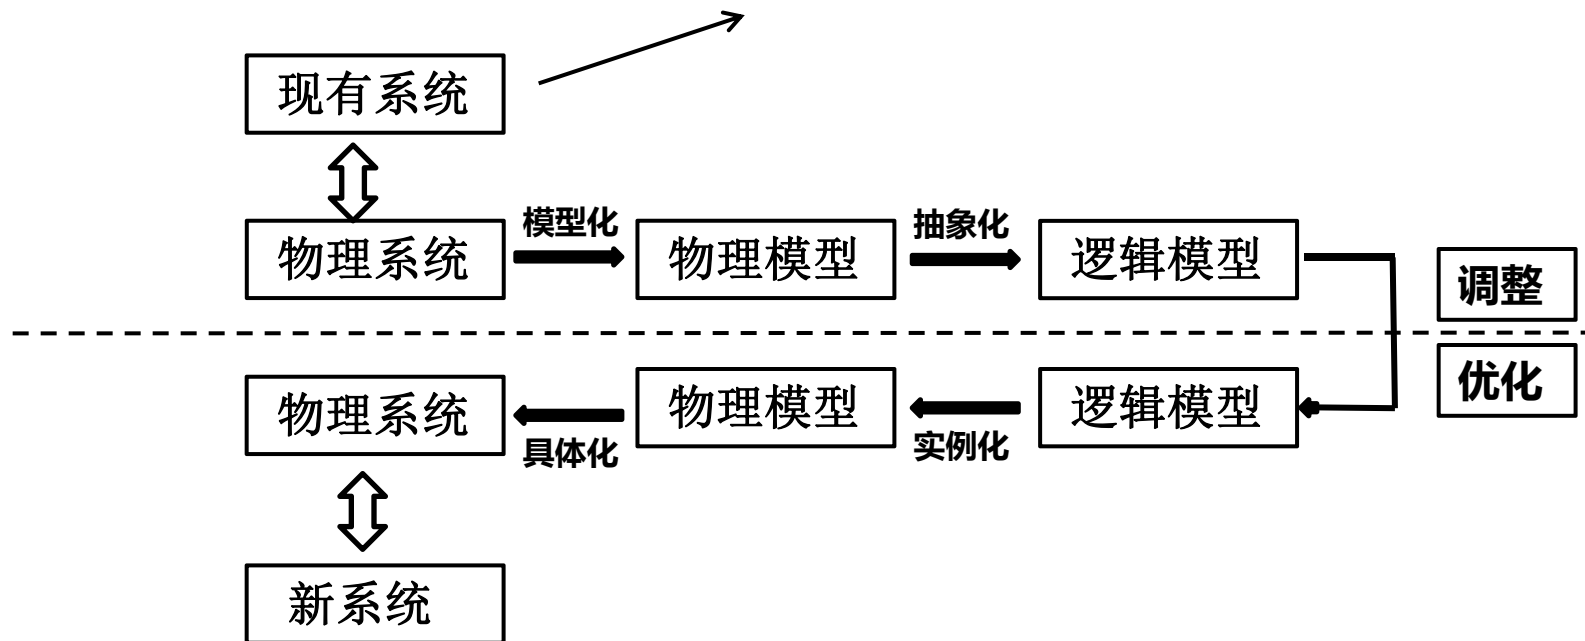 现有系统
模型化
抽象化
物理系统
物理模型
逻辑模型
调整
优化
物理系统
物理模型
逻辑模型
具体化
实例化
新系统